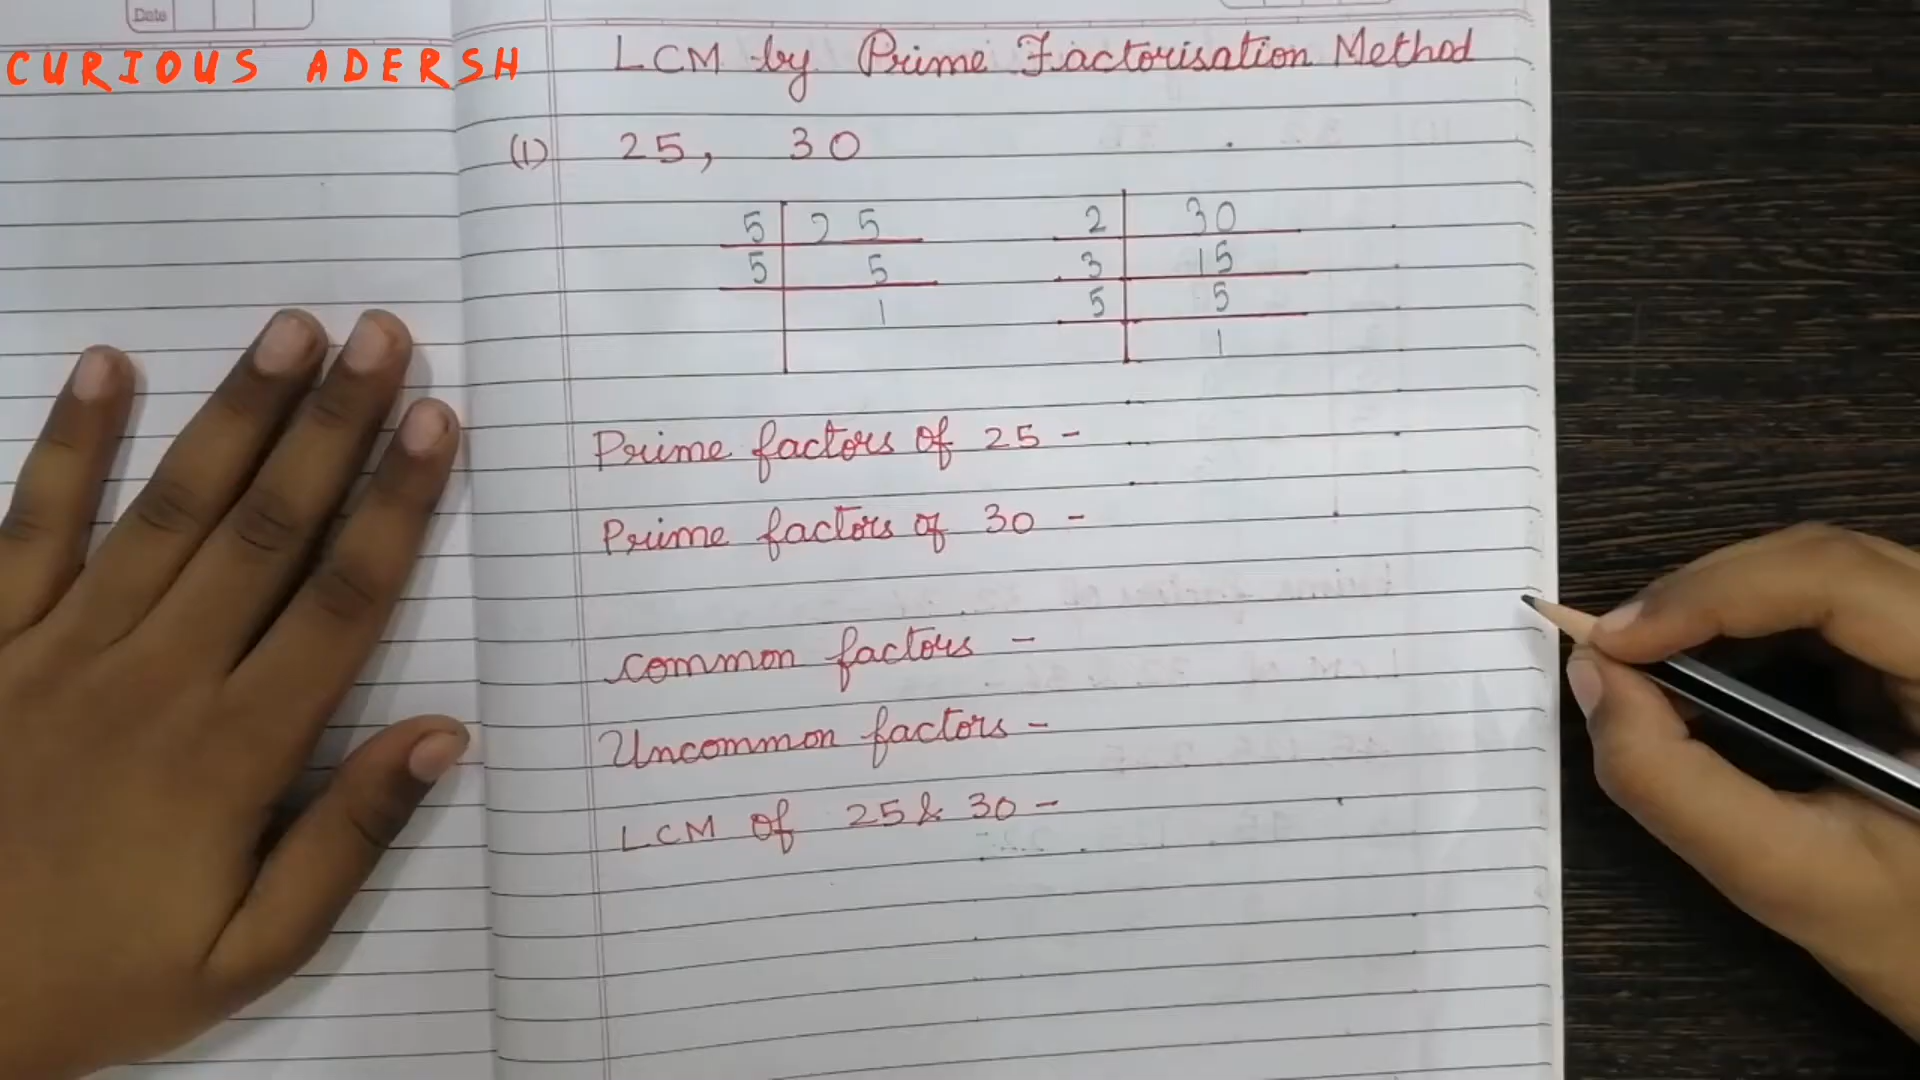 Date
CURIOUS ADERSH
LCM by Prime Factorisation Method
(1) 25, 30
5 25
5 5
1
2 30
3 15
5 5
1
Prime factors of 25 -
Prime factors of 30 -
Common factors -
Uncommon factors -
LCM of 25 & 30 -